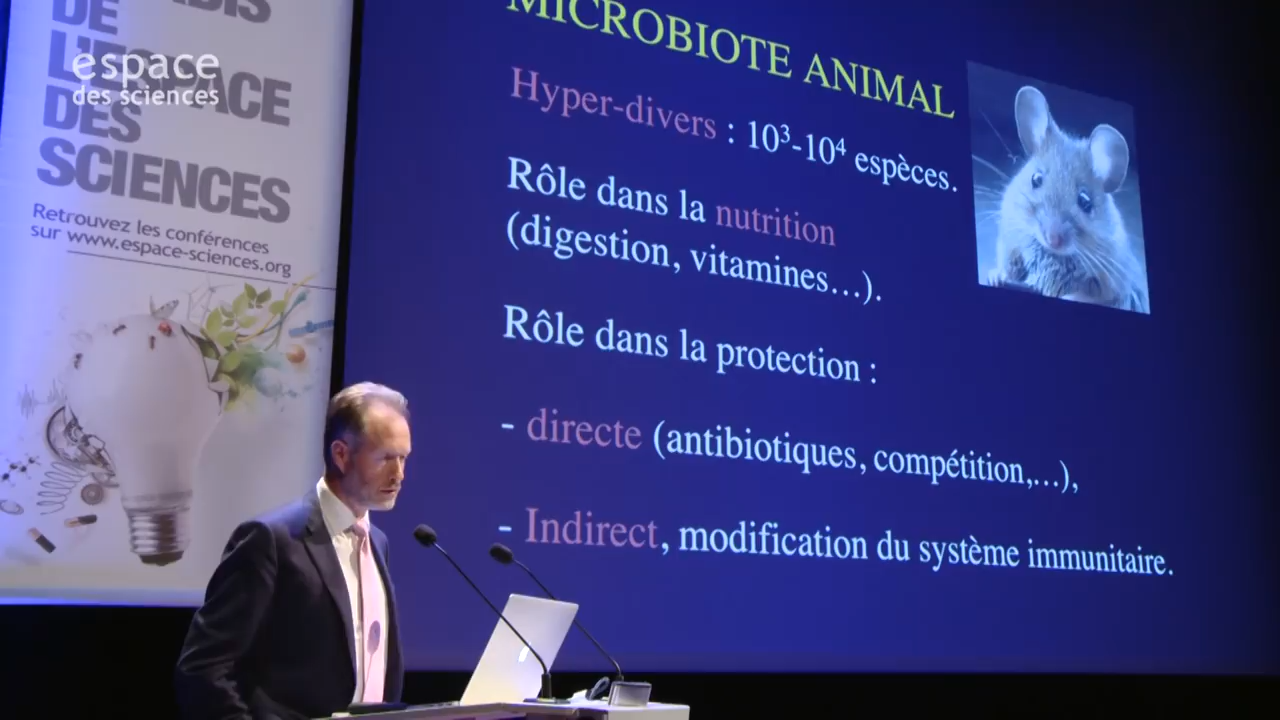 DE
L'ESPACE
DES
SCIENCES
Retrouvez les conférences
sur www.espace-sciences.org
espace
des sciences
MICROBIOTE ANIMAL
Hyper-divers : 10³-10⁴ espèces.
Rôle dans la nutrition
(digestion, vitamines…).
Rôle dans la protection :
- directe (antibiotiques, compétition,…),
- Indirect, modification du système immunitaire.